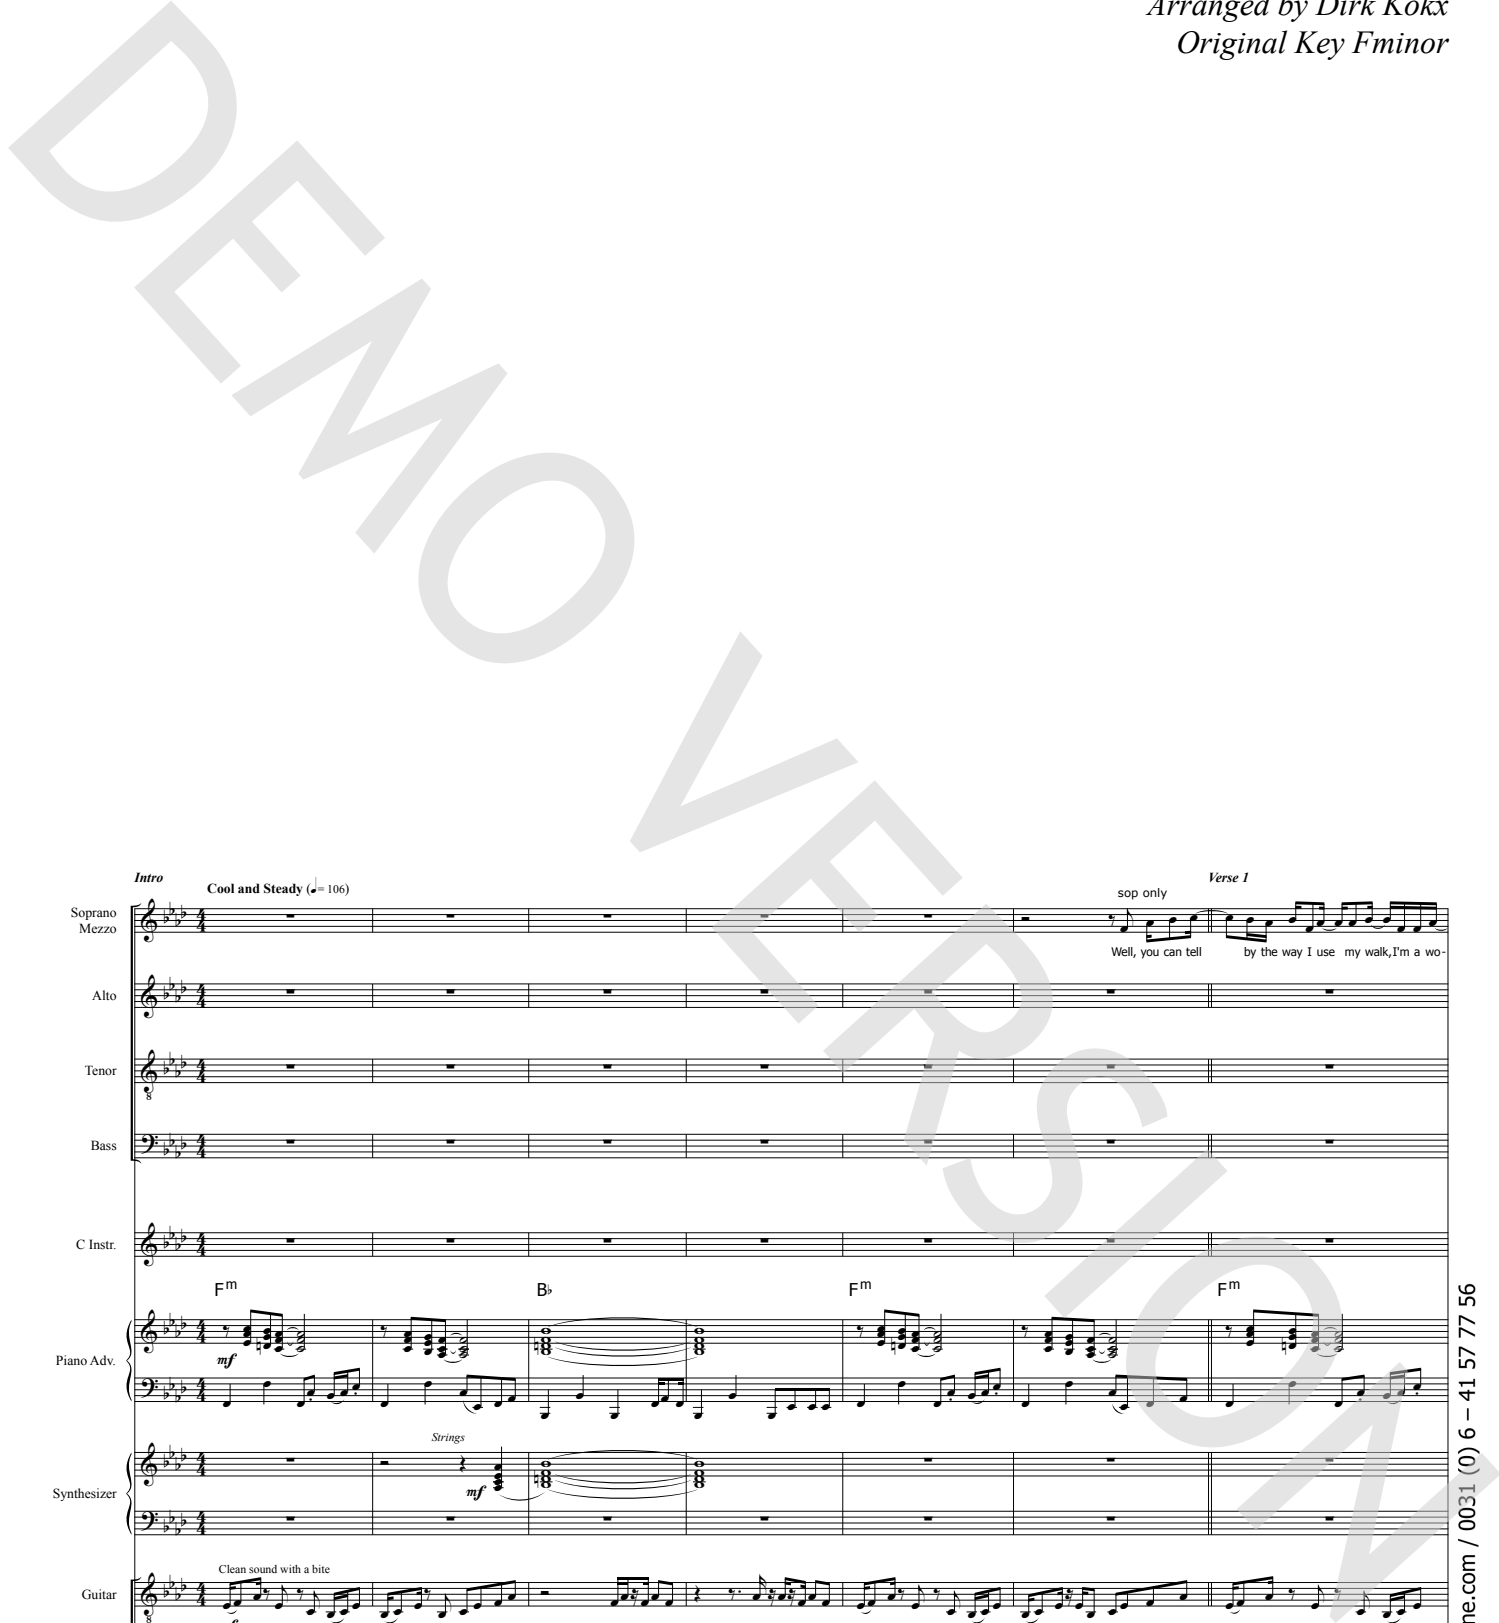 Arranged by Dirk Kokx
Original Key Fminor
DEMO VERSION
Intro
Cool and Steady (♩= 106)
sop only
Verse 1
Soprano
Mezzo
Well, you can tell by the way I use my walk,I'm a wo-
Alto
Tenor
8
Bass
C Instr.
Fm B♭ Fm Fm
Piano Adv.
mf
Strings
Synthesizer
mf
Clean sound with a bite
Guitar
8
ne.com / 0031 (0) 6 – 41 57 77 56